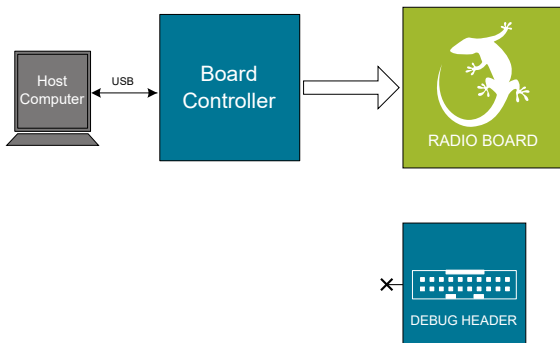 Host
Computer
USB
Board
Controller
RADIO BOARD
DEBUG HEADER